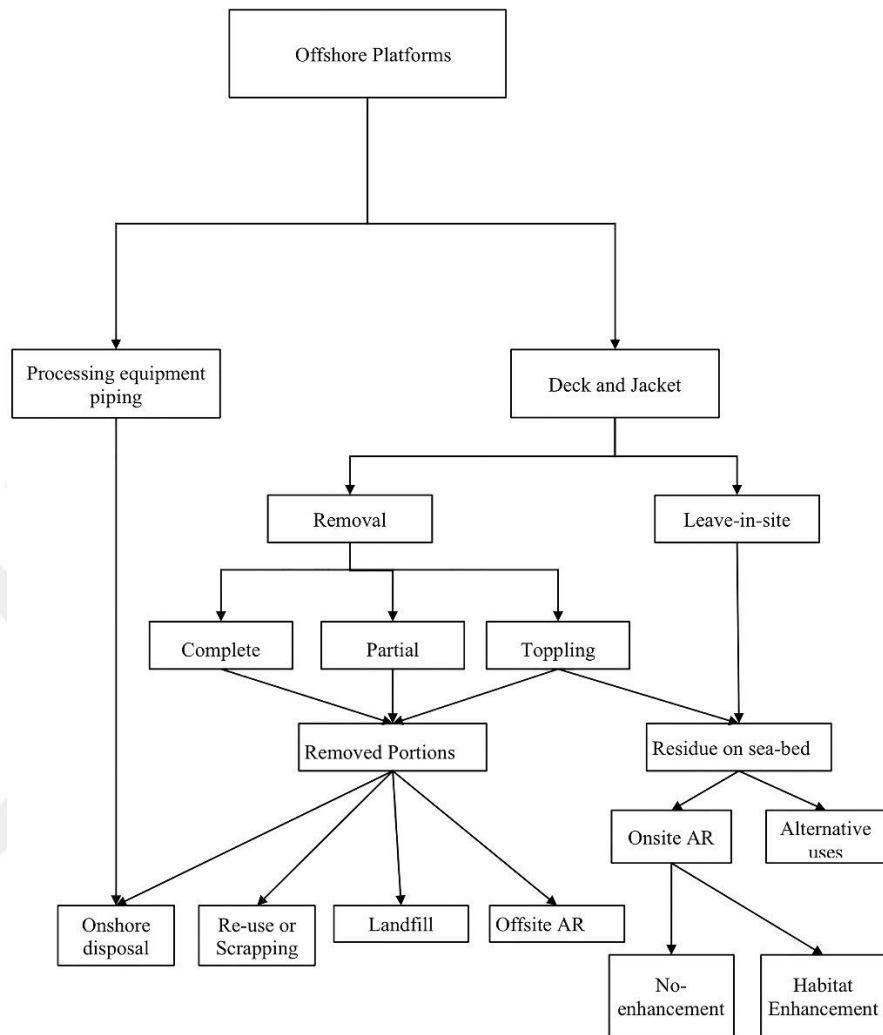 Offshore Platforms
Processing equipment
piping
Deck and Jacket
Removal
Leave-in-site
Complete
Partial
Toppling
Removed Portions
Residue on sea-bed
Onsite AR
Alternative
uses
Onshore
disposal
Re-use or
Scrapping
Landfill
Offsite AR
No-
enhancement
Habitat
Enhancement